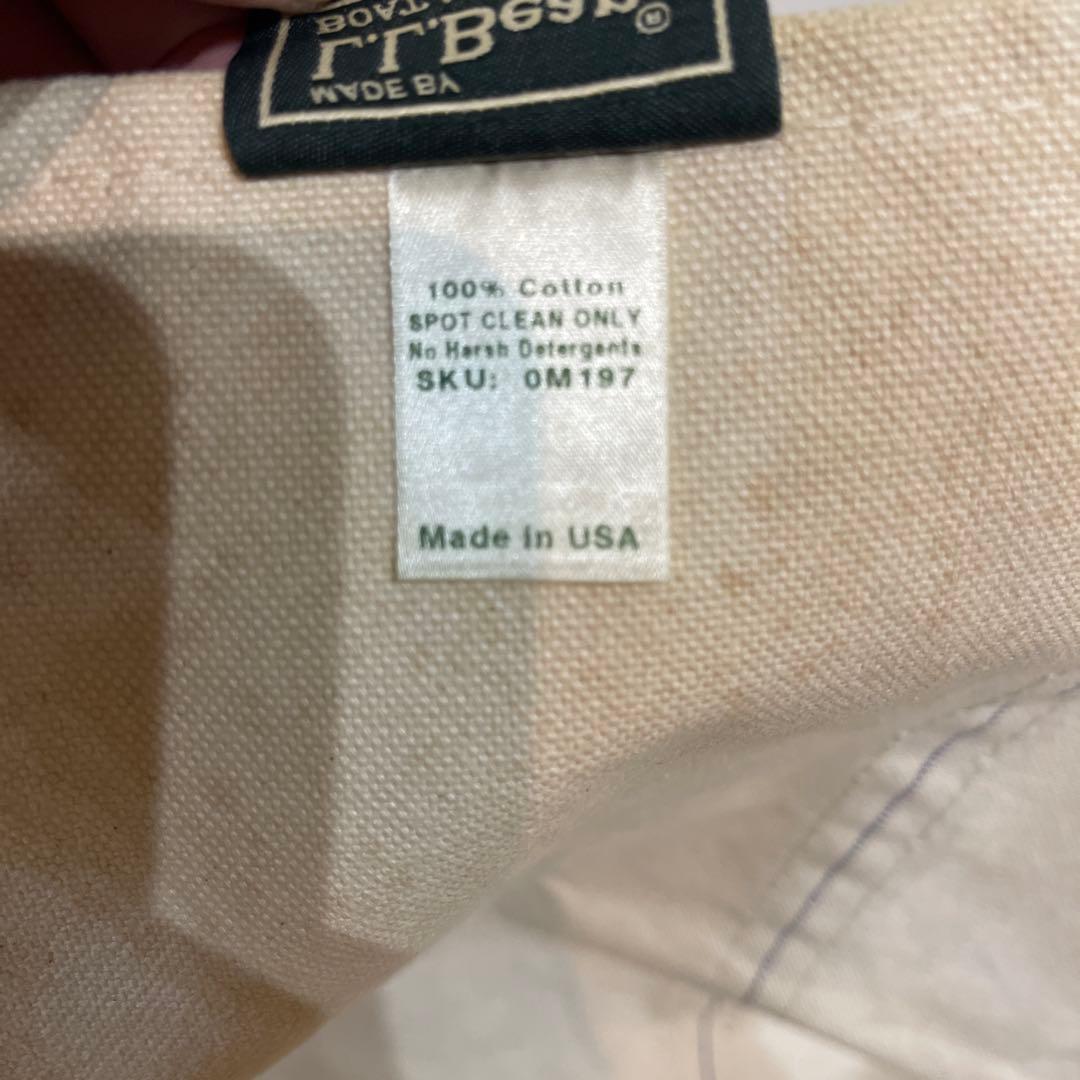 BOAT
L.L.Bean®
MADE BY
100% Cotton
SPOT CLEAN ONLY
No Harsh Detergents
SKU: 0M197
Made in USA